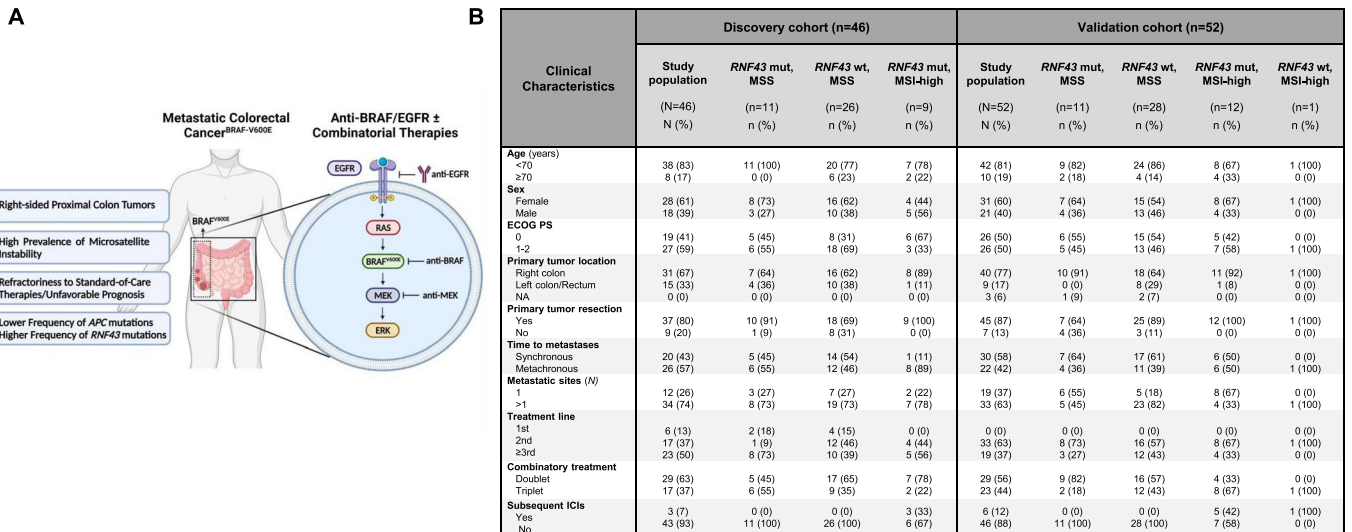 A
Metastatic Colorectal
Cancer^BRAF-V600E
Anti-BRAF/EGFR ±
Combinatorial Therapies
Right-sided Proximal Colon Tumors
High Prevalence of Microsatellite
Instability
Refractoriness to Standard-of-Care
Therapies/Unfavorable Prognosis
Lower Frequency of APC mutations
Higher Frequency of RNF43 mutations
BRAF^V600E
EGFR
anti-EGFR
P P
RAS
BRAF^V600E
anti-BRAF
MEK
anti-MEK
ERK
B
Clinical
Characteristics
Discovery cohort (n=46) Validation cohort (n=52)
Study RNF43 mut, RNF43 wt, RNF43 mut, Study RNF43 mut, RNF43 wt, RNF43 mut, RNF43 wt,
population MSS MSS MSI-high population MSS MSS MSI-high MSI-high
(N=46) (n=11) (n=26) (n=9) (N=52) (n=11) (n=28) (n=12) (n=1)
N (%) n (%) n (%) n (%) N (%) n (%) n (%) n (%) n (%)
Age (years)
<70 38 (83) 11 (100) 20 (77) 7 (78) 42 (81) 9 (82) 24 (86) 8 (67) 1 (100)
≥70 8 (17) 0 (0) 6 (23) 2 (22) 10 (19) 2 (18) 4 (14) 4 (33) 0 (0)
Sex
Female 28 (61) 8 (73) 16 (62) 4 (44) 31 (60) 7 (64) 15 (54) 8 (67) 1 (100)
Male 18 (39) 3 (27) 10 (38) 5 (56) 21 (40) 4 (36) 13 (46) 4 (33) 0 (0)
ECOG PS
0 19 (41) 5 (45) 8 (31) 6 (67) 26 (50) 6 (55) 15 (54) 5 (42) 0 (0)
1-2 27 (59) 6 (55) 18 (69) 3 (33) 26 (50) 5 (45) 13 (46) 7 (58) 1 (100)
Primary tumor location
Right colon 31 (67) 7 (64) 16 (62) 8 (89) 40 (77) 10 (91) 18 (64) 11 (92) 1 (100)
Left colon/Rectum 15 (33) 4 (36) 10 (38) 1 (11) 9 (17) 0 (0) 8 (29) 1 (8) 0 (0)
NA 0 (0) 0 (0) 0 (0) 0 (0) 3 (6) 1 (9) 2 (7) 0 (0) 0 (0)
Primary tumor resection
Yes 37 (80) 10 (91) 18 (69) 9 (100) 45 (87) 7 (64) 25 (89) 12 (100) 1 (100)
No 9 (20) 1 (9) 8 (31) 0 (0) 7 (13) 4 (36) 3 (11) 0 (0) 0 (0)
Time to metastases
Synchronous 20 (43) 5 (45) 14 (54) 1 (11) 30 (58) 7 (64) 17 (61) 6 (50) 0 (0)
Metachronous 26 (57) 6 (55) 12 (46) 8 (89) 22 (42) 4 (36) 11 (39) 6 (50) 1 (100)
Metastatic sites (N)
1 12 (26) 3 (27) 7 (27) 2 (22) 19 (37) 6 (55) 5 (18) 8 (67) 0 (0)
>1 34 (74) 8 (73) 19 (73) 7 (78) 33 (63) 5 (45) 23 (82) 4 (33) 1 (100)
Treatment line
1st 6 (13) 2 (18) 4 (15) 0 (0) 0 (0) 0 (0) 0 (0) 0 (0) 0 (0)
2nd 17 (37) 1 (9) 12 (46) 4 (44) 33 (63) 8 (73) 16 (57) 8 (67) 1 (100)
≥3rd 23 (50) 8 (73) 10 (39) 5 (56) 19 (37) 3 (27) 12 (43) 4 (33) 0 (0)
Combinatory treatment
Doublet 29 (63) 5 (45) 17 (65) 7 (78) 29 (56) 9 (82) 16 (57) 4 (33) 0 (0)
Triplet 17 (37) 6 (55) 9 (35) 2 (22) 23 (44) 2 (18) 12 (43) 8 (67) 1 (100)
Subsequent ICIs
Yes 3 (7) 0 (0) 0 (0) 3 (33) 6 (12) 0 (0) 0 (0) 5 (42) 1 (100)
No 43 (93) 11 (100) 26 (100) 6 (67) 46 (88) 11 (100) 28 (100) 7 (58) 0 (0)